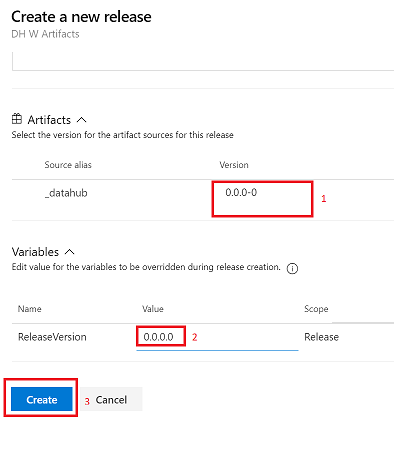 Create a new release
DH W Artifacts
Artifacts
Select the version for the artifact sources for this release
Source alias Version
_datahub 0.0.0-0 1
Variables
Edit value for the variables to be overridden during release creation.
Name Value Scope
ReleaseVersion 0.0.0.0 2 Release
Create 3 Cancel